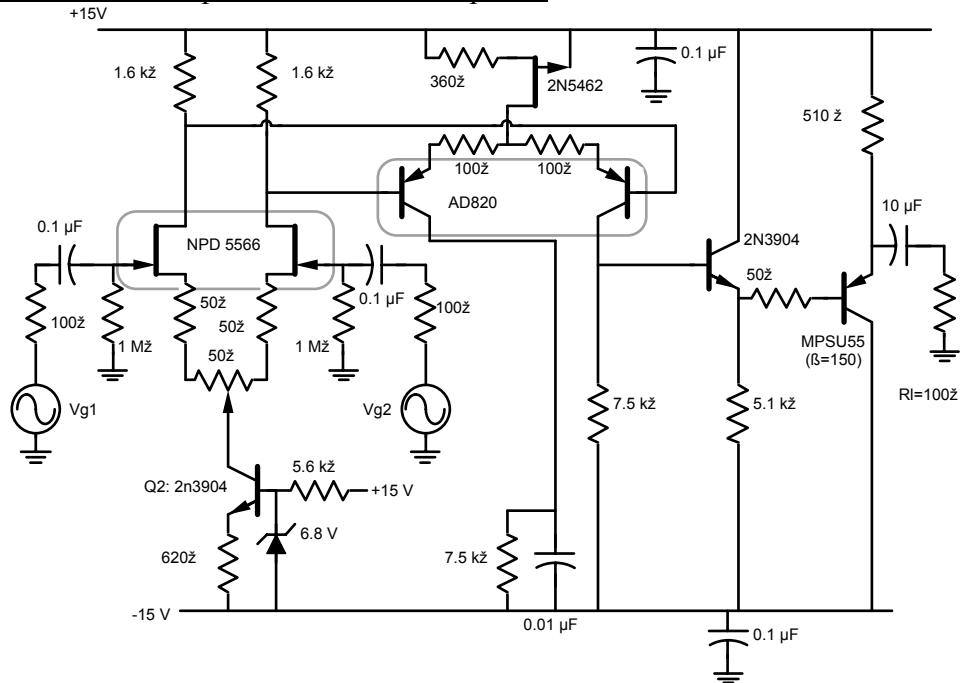 +15V
1.6 kž
1.6 kž
360ž
2N5462
0.1 µF
510 ž
100ž
100ž
AD820
10 µF
0.1 µF
NPD 5566
2N3904
0.1 µF
50ž
50ž
50ž
100ž
1 Mž
1 Mž
100ž
50ž
MPSU55
(ß=150)
Rl=100ž
Vg1
Vg2
7.5 kž
5.1 kž
5.6 kž
Q2: 2n3904
+15 V
6.8 V
620ž
7.5 kž
-15 V
0.01 µF
0.1 µF